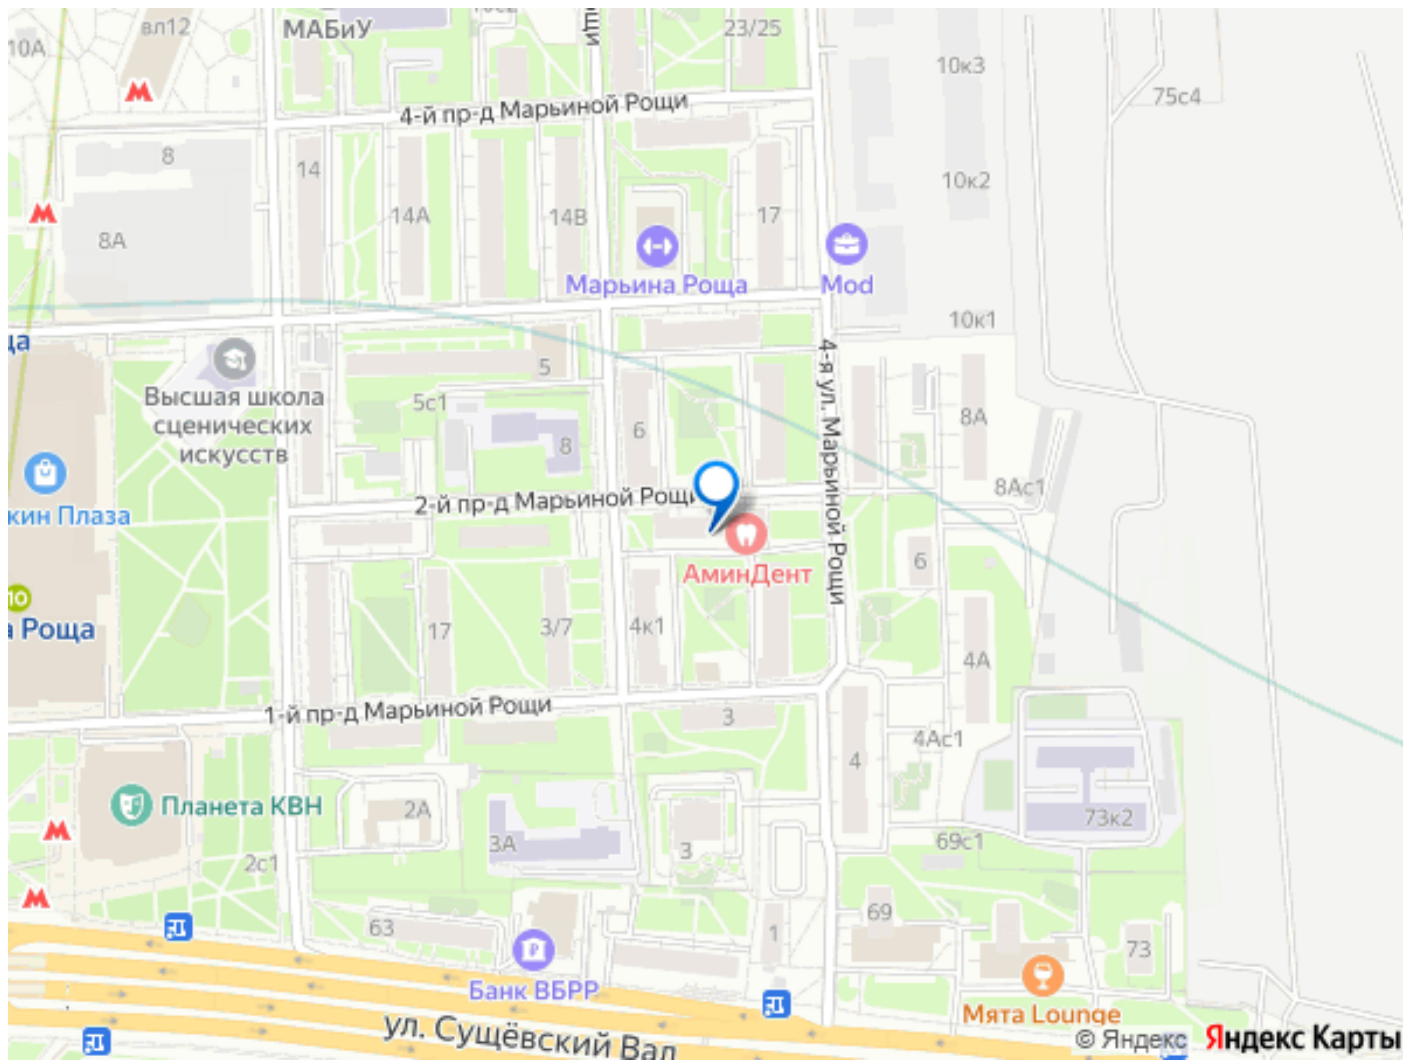 вл12
МАБиУ
23/25
10А
10к3
75с4
4-й пр-д Марьиной Рощи
8
14
10к2
14А
14В
17
8А
Марьина Роща
Mod
10к1
5
Высшая школа
сценических
искусств
5с1
6
8
4-я ул. Марьиной Рощи
8А
8Ас1
2-й пр-д Марьиной
кин Плаза
АминДент
6
10
а Роща
17
3/7
4к1
4А
1-й пр-д Марьиной Рощи
3
4Ас1
4
Планета КВН
2А
3А
3
73к2
69с1
2с1
63
69
1
73
Банк ВБРР
Мята Lounge
ул. Сущёвский Вал
© Яндекс Яндекс Карты